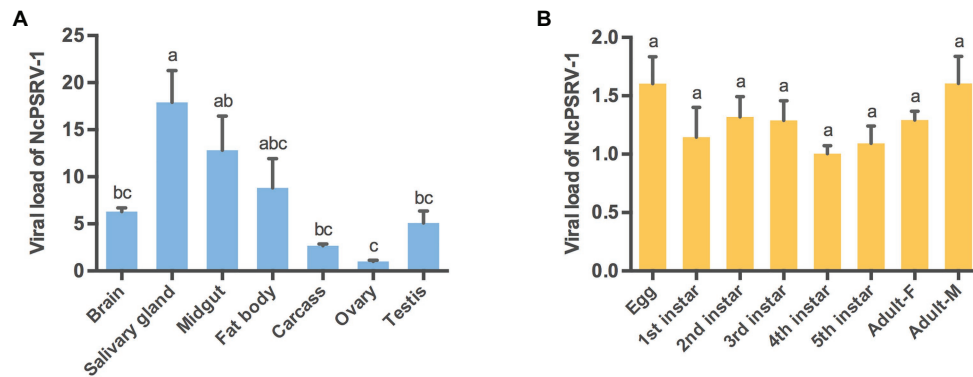 A
Viral load of NcPSRV-1
25
20
15
10
5
0
bc
a
ab
abc
bc
c
bc
Brain
Salivary gland
Midgut
Fat body
Carcass
Ovary
Testis
B
Viral load of NcPSRV-1
2.0
1.5
1.0
0.5
0.0
a
a
a
a
a
a
a
a
Egg
1st instar
2nd instar
3rd instar
4th instar
5th instar
Adult-F
Adult-M